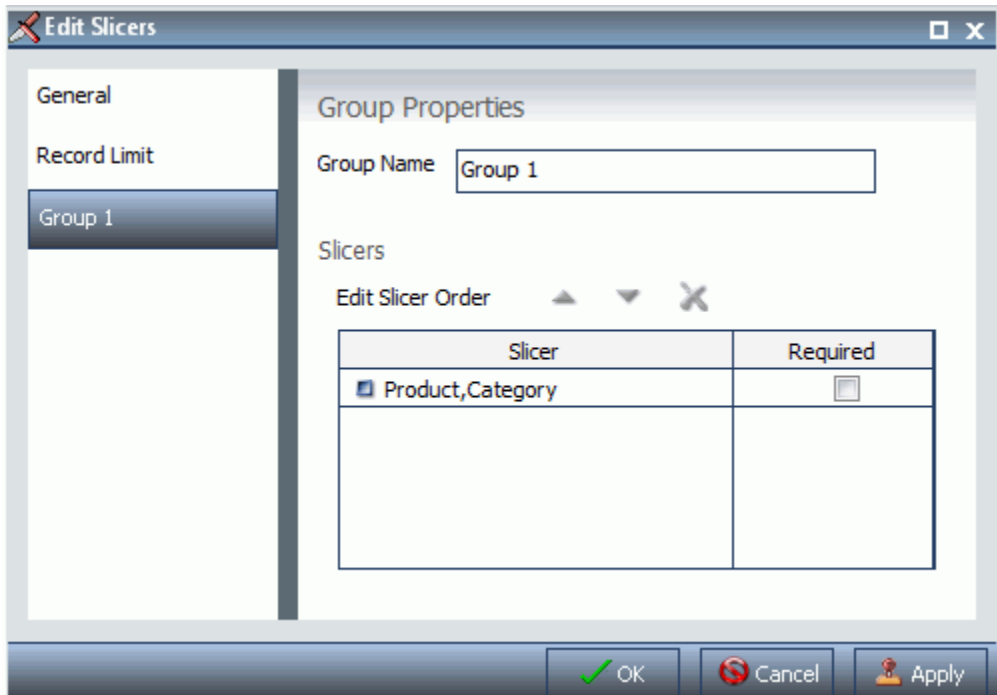 Edit Slicers
General
Record Limit
Group 1
Group Properties
Group Name Group 1
Slicers
Edit Slicer Order
Slicer Required
Product,Category
OK Cancel Apply